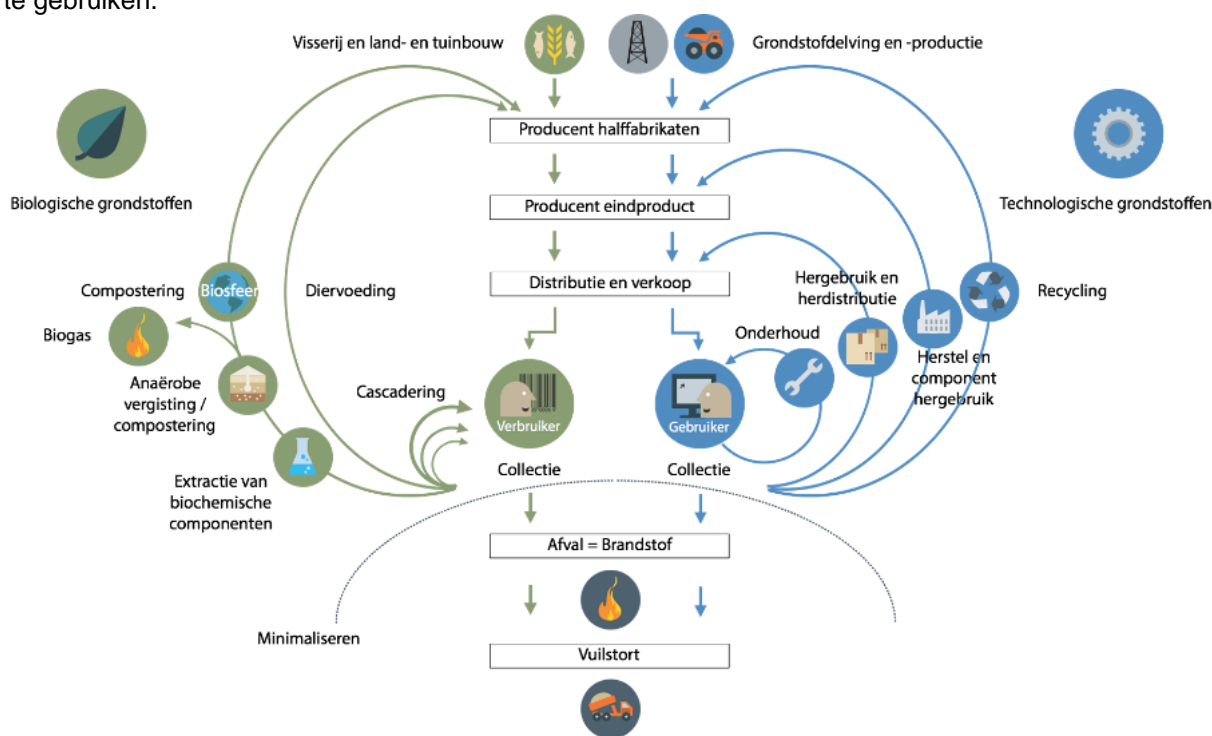 te gebruiken.
Visserij en land- en tuinbouw
Grondstofdelving en -productie
Producent halffabrikaten
Biologische grondstoffen
Producent eindproduct
Technologische grondstoffen
Distributie en verkoop
Hergebruik en
herdistributie
Compostering
Biosfeer
Diervoeding
Recycling
Biogas
Onderhoud
Herstel en
component
hergebruik
Anaërobe
vergisting /
compostering
Cascadering
Verbruiker
Gebruiker
Collectie
Collectie
Extractie van
biochemische
componenten
Afval = Brandstof
Minimaliseren
Vuilstort